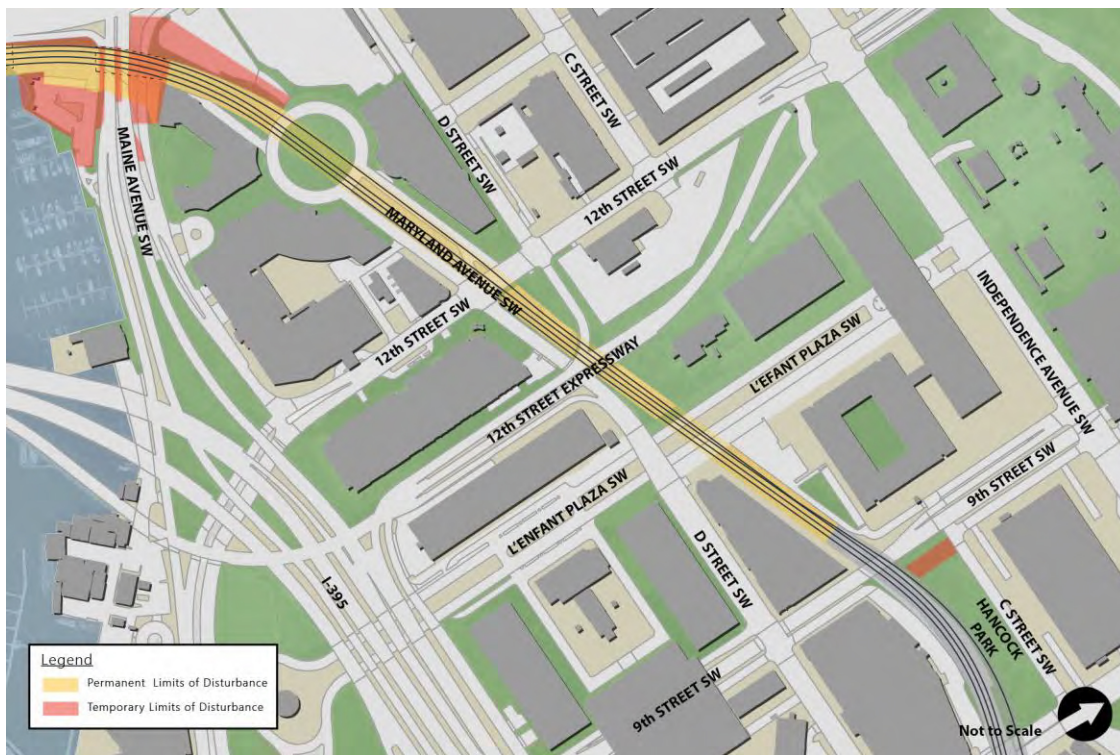 C STREET SW
D STREET SW
MAINE AVENUE SW
12th STREET SW
MARYLAND AVENUE SW
INDEPENDENCE AVENUE SW
12th STREET SW
L'EFANT PLAZA SW
12th STREET EXPRESSWAY
9th STREET SW
L'ENFANT PLAZA SW
D STREET SW
I-395
C STREET SW
HANCOCK
PARK
9th STREET SW
Legend
Permanent Limits of Disturbance
Temporary Limits of Disturbance
Not to Scale